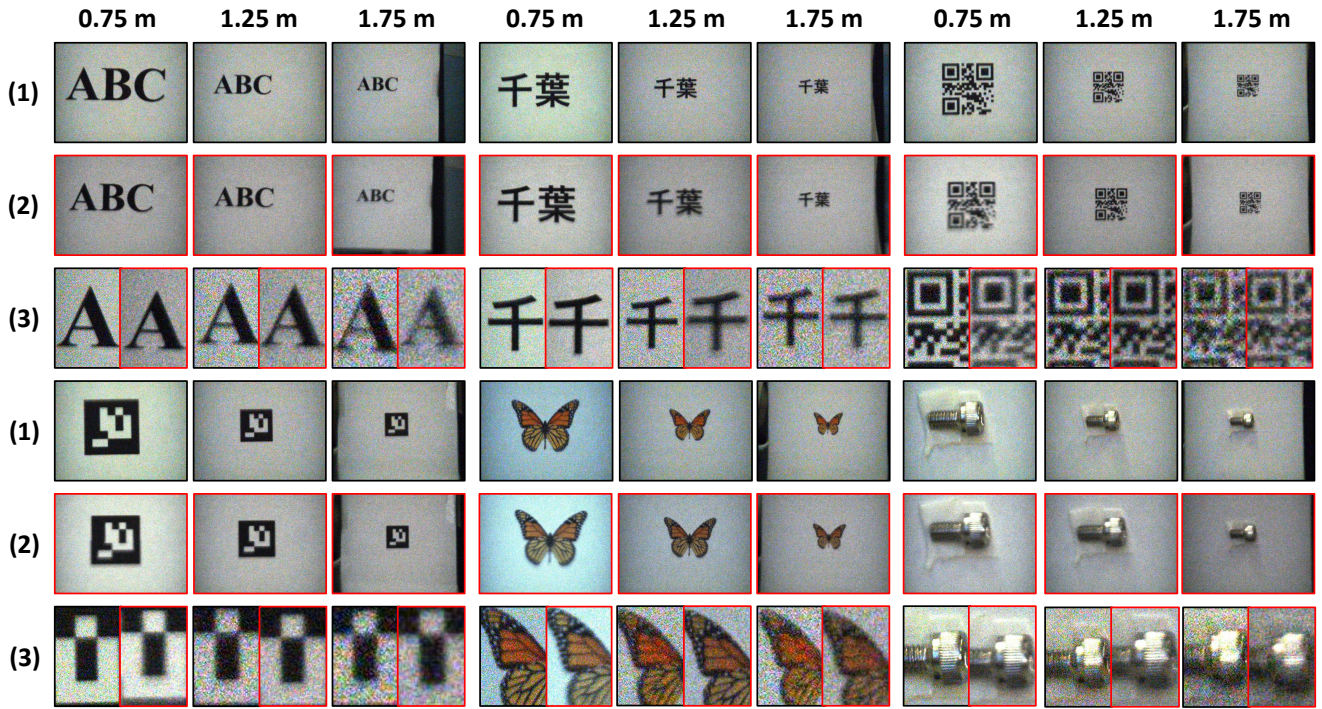 0.75 m 1.25 m 1.75 m 0.75 m 1.25 m 1.75 m 0.75 m 1.25 m 1.75 m
(1) ABC ABC ABC 千葉 千葉 千葉
(2) ABC ABC ABC 千葉 千葉 千葉
(3) A A A A A A 千 千 千 千 千 千
(1)
(2)
(3)